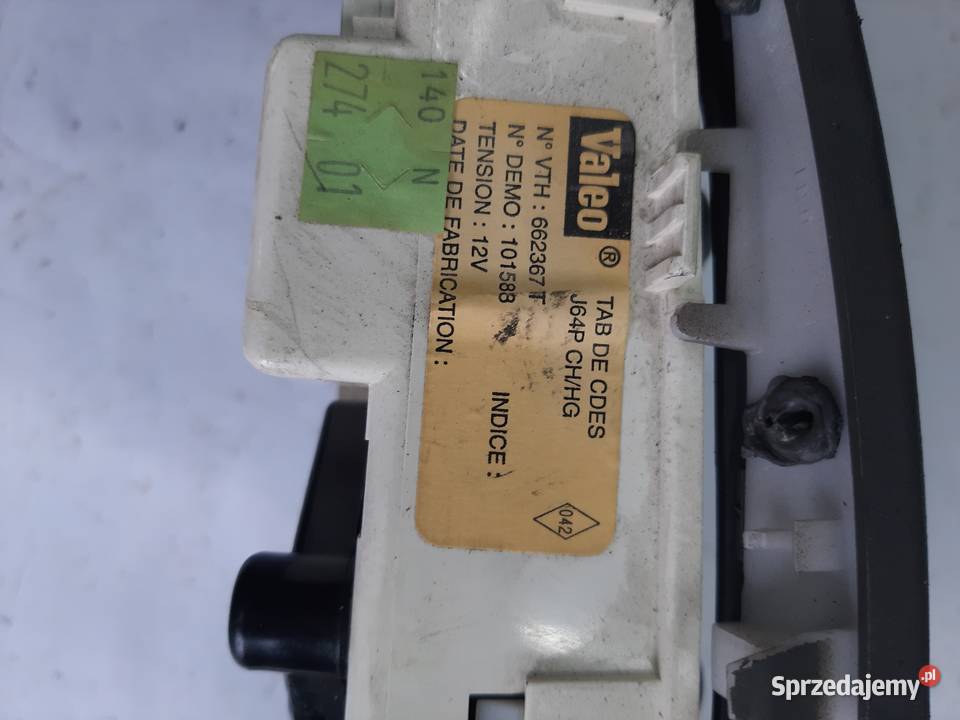 Valeo ® TAB DE CDES
J64P CH/HG
N° VTH : 662367 T
N° DEMO : 101588
TENSION : 12V INDICE :
DATE DE FABRICATION :
042
140 N
274 01
Sprzedajemy.pl